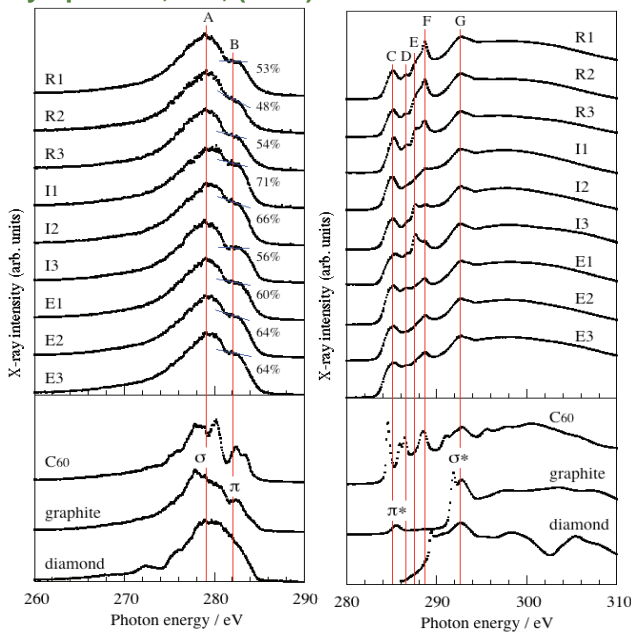 A
B
R1
53%
R2
48%
R3
54%
I1
71%
I2
66%
I3
56%
E1
60%
E2
64%
E3
64%
C60
σ
graphite
π
diamond
260
270
280
290
Photon energy / eV
X-ray intensity (arb. units)
C
D
E
F
G
R1
R2
R3
I1
I2
I3
E1
E2
E3
C60
σ*
graphite
π*
diamond
280
290
300
310
Photon energy / eV
X-ray intensity (arb. units)